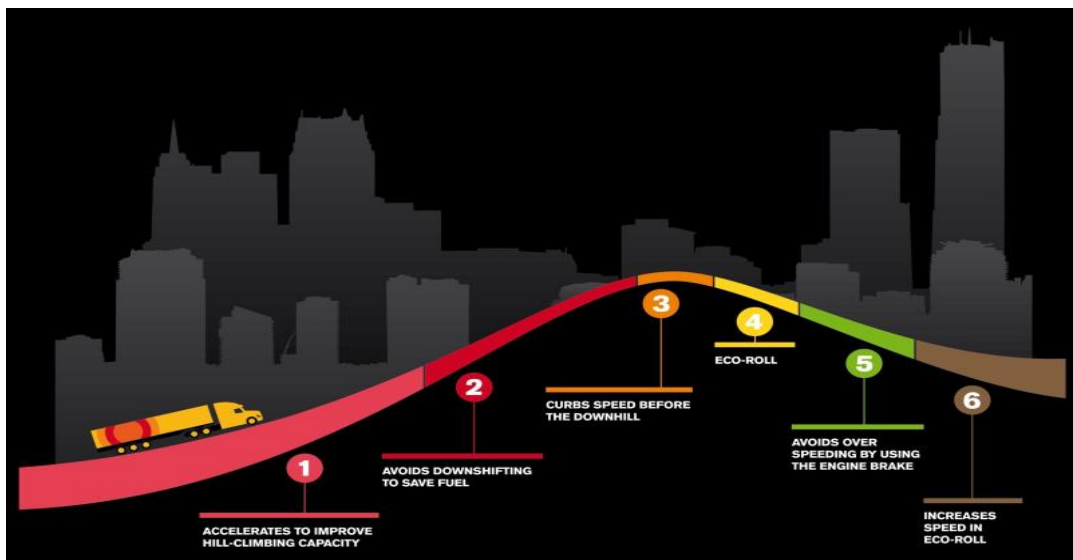 1
ACCELERATES TO IMPROVE
HILL-CLIMBING CAPACITY
2
AVOIDS DOWNSHIFTING
TO SAVE FUEL
3
CURBS SPEED BEFORE
THE DOWNHILL
4
ECO-ROLL
5
AVOIDS OVER
SPEEDING BY USING
THE ENGINE BRAKE
6
INCREASES
SPEED IN
ECO-ROLL